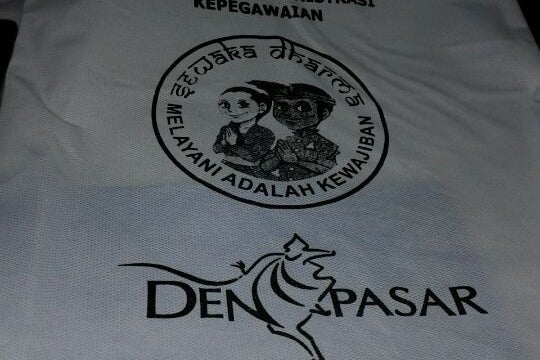 KEPEGAWAIAN
sewaka dharma
MELAYANI ADALAH KEWAJIBAN
DENPASAR